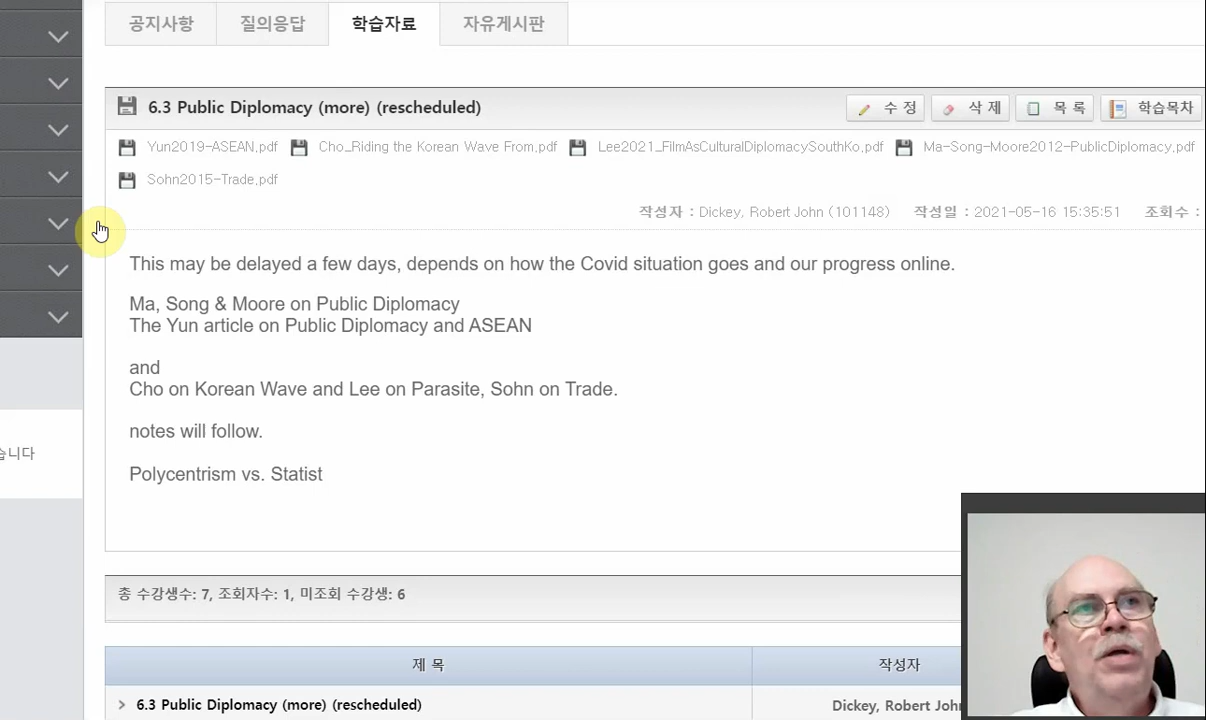 공지사항 질의응답 학습자료 자유게시판
6.3 Public Diplomacy (more) (rescheduled) 수 정 삭 제 목 록 학습목차
Yun2019-ASEAN.pdf Cho_Riding the Korean Wave From.pdf Lee2021_FilmAsCulturalDiplomacySouthKo.pdf Ma-Song-Moore2012-PublicDiplomacy.pdf
Sohn2015-Trade.pdf
작성자 : Dickey, Robert John (101148) 작성일 : 2021-05-16 15:35:51 조회수 :
This may be delayed a few days, depends on how the Covid situation goes and our progress online.
Ma, Song & Moore on Public Diplomacy
The Yun article on Public Diplomacy and ASEAN
and
Cho on Korean Wave and Lee on Parasite, Sohn on Trade.
notes will follow.
습니다
Polycentrism vs. Statist
총 수강생수: 7, 조회자수: 1, 미조회 수강생: 6
제 목 작성자
6.3 Public Diplomacy (more) (rescheduled) Dickey, Robert John